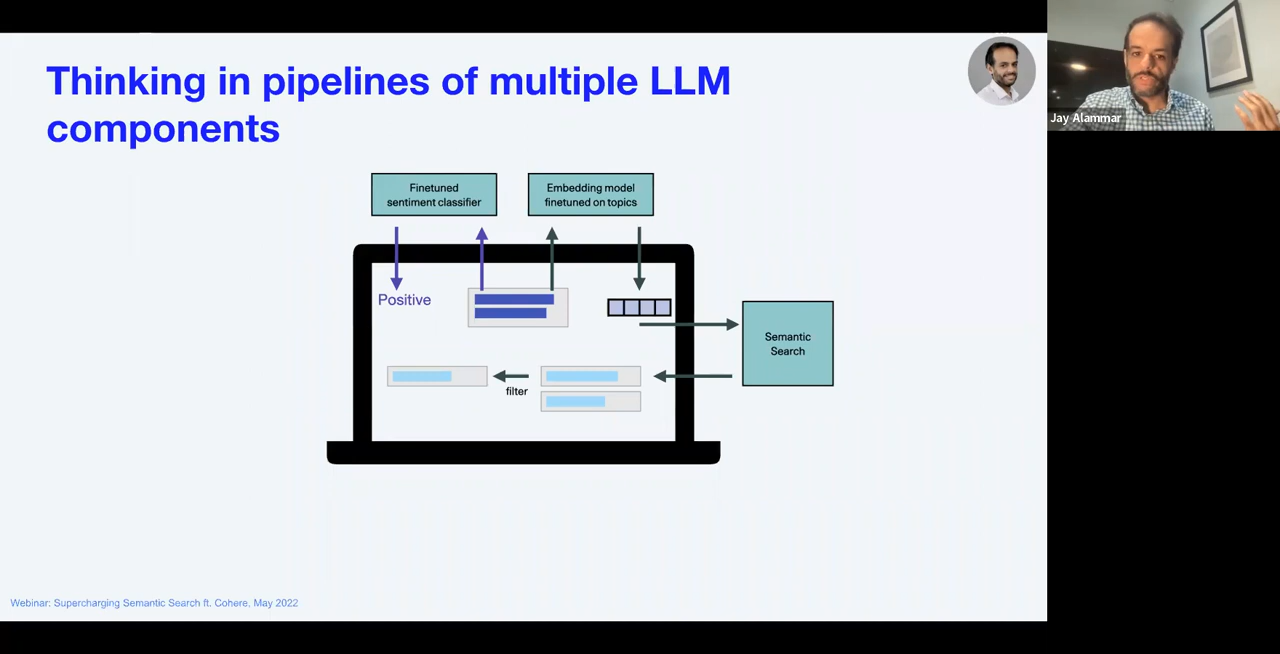 Thinking in pipelines of multiple LLM
components
Jay Alammar
Finetuned
sentiment classifier
Embedding model
finetuned on topics
Positive
Semantic
Search
filter
Webinar: Supercharging Semantic Search ft. Cohere, May 2022